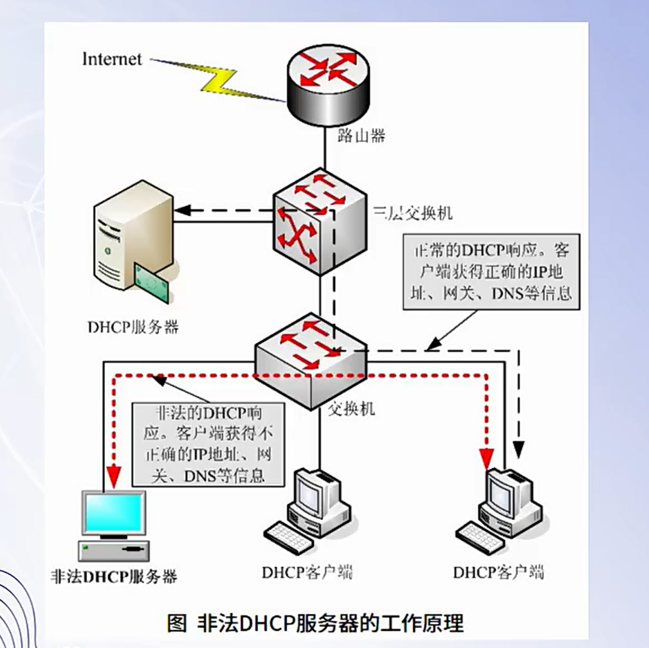 Internet
路由器
三层交换机
正常的DHCP响应。客
户端获得正确的IP地
址、网关、DNS等信息
DHCP服务器
交换机
非法的DHCP响
应。客户端获得不
正确的IP地址、网
关、DNS等信息
非法DHCP服务器
DHCP客户端
DHCP客户端
图 非法DHCP服务器的工作原理